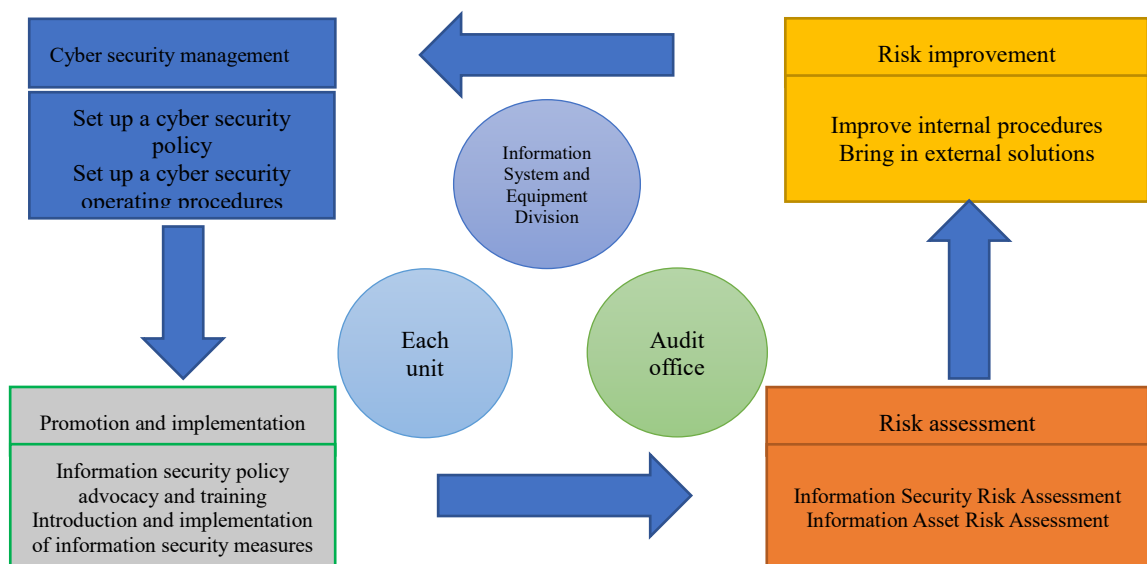 Cyber security management
Set up a cyber security
policy
Set up a cyber security
operating procedures
Risk improvement
Improve internal procedures
Bring in external solutions
Information
System and
Equipment
Division
Each
unit
Audit
office
Promotion and implementation
Information security policy
advocacy and training
Introduction and implementation
of information security measures
Risk assessment
Information Security Risk Assessment
Information Asset Risk Assessment